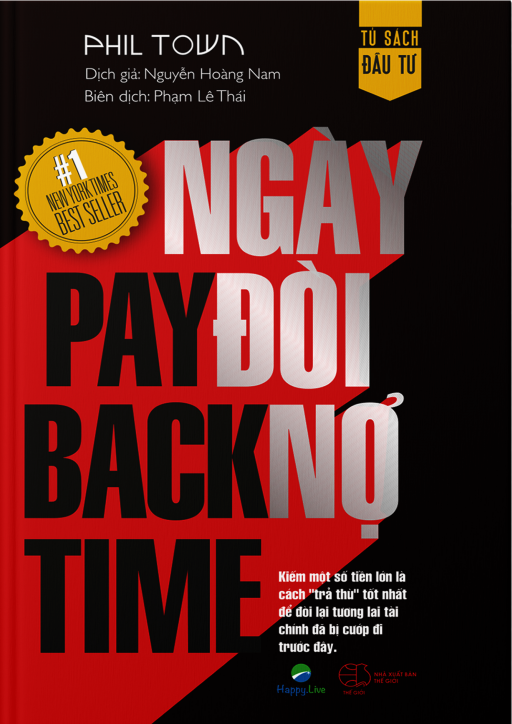 PHIL TOWN
Dịch giả: Nguyễn Hoàng Nam
Biên dịch: Phạm Lê Thái
TỦ SÁCH
ĐẦU TƯ
#1
NEW YORK TIMES
BEST SELLER
NGÀY
PAY ĐÒI
BACK NỢ
TIME
Kiếm một số tiền lớn là
cách "trả thù" tốt nhất
để đòi lại tương lai tài
chính đã bị cướp đi
trước đây.
Happy.Live
THẾ GIỚI
NHÀ XUẤT BẢN
THẾ GIỚI